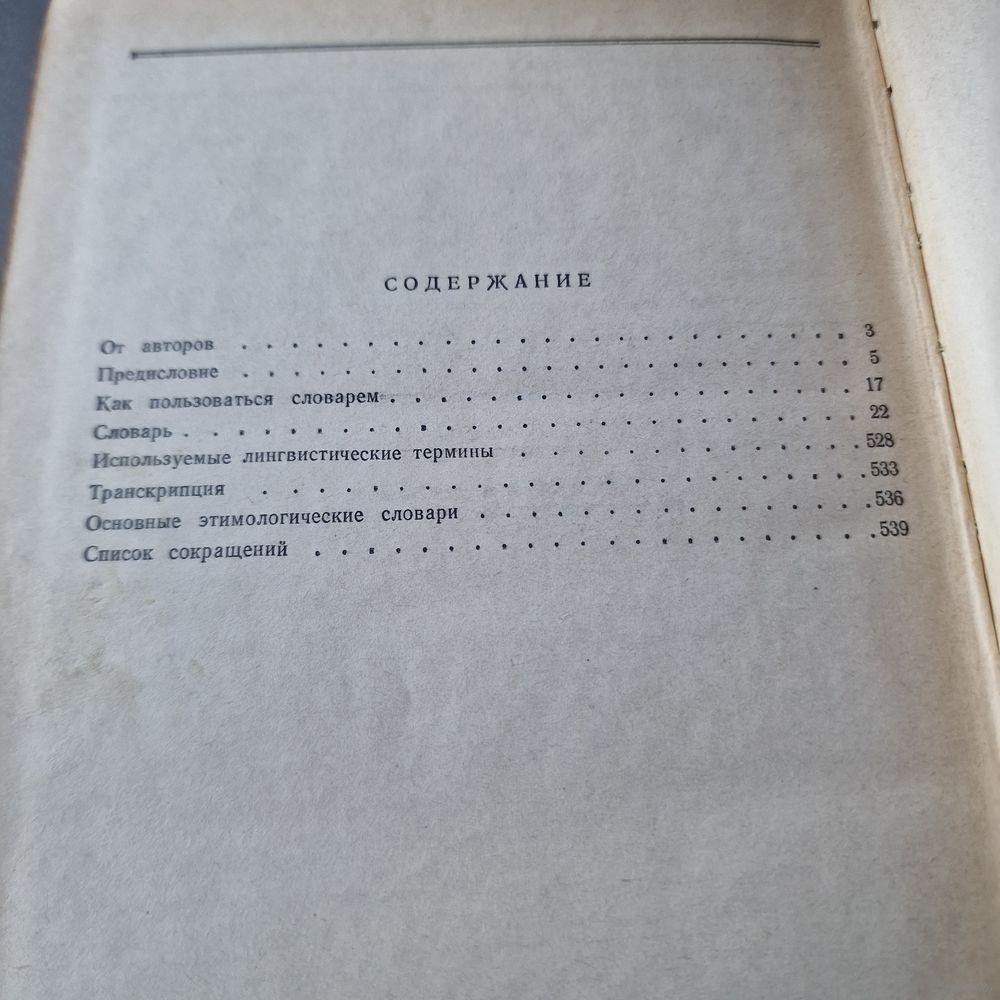 СОДЕРЖАНИЕ
От авторов . . . . . . . . . . . . . . . . . . . . . . . . 3
Предисловие . . . . . . . . . . . . . . . . . . . . . . . . 5
Как пользоваться словарем . . . . . . . . . . . . . . . . . . 17
Словарь . . . . . . . . . . . . . . . . . . . . . . . . . . 22
Используемые лингвистические термины . . . . . . . . . . . . . 528
Транскрипция . . . . . . . . . . . . . . . . . . . . . . . 533
Основные этимологические словари . . . . . . . . . . . . . . . 536
Список сокращений . . . . . . . . . . . . . . . . . . . . . 539